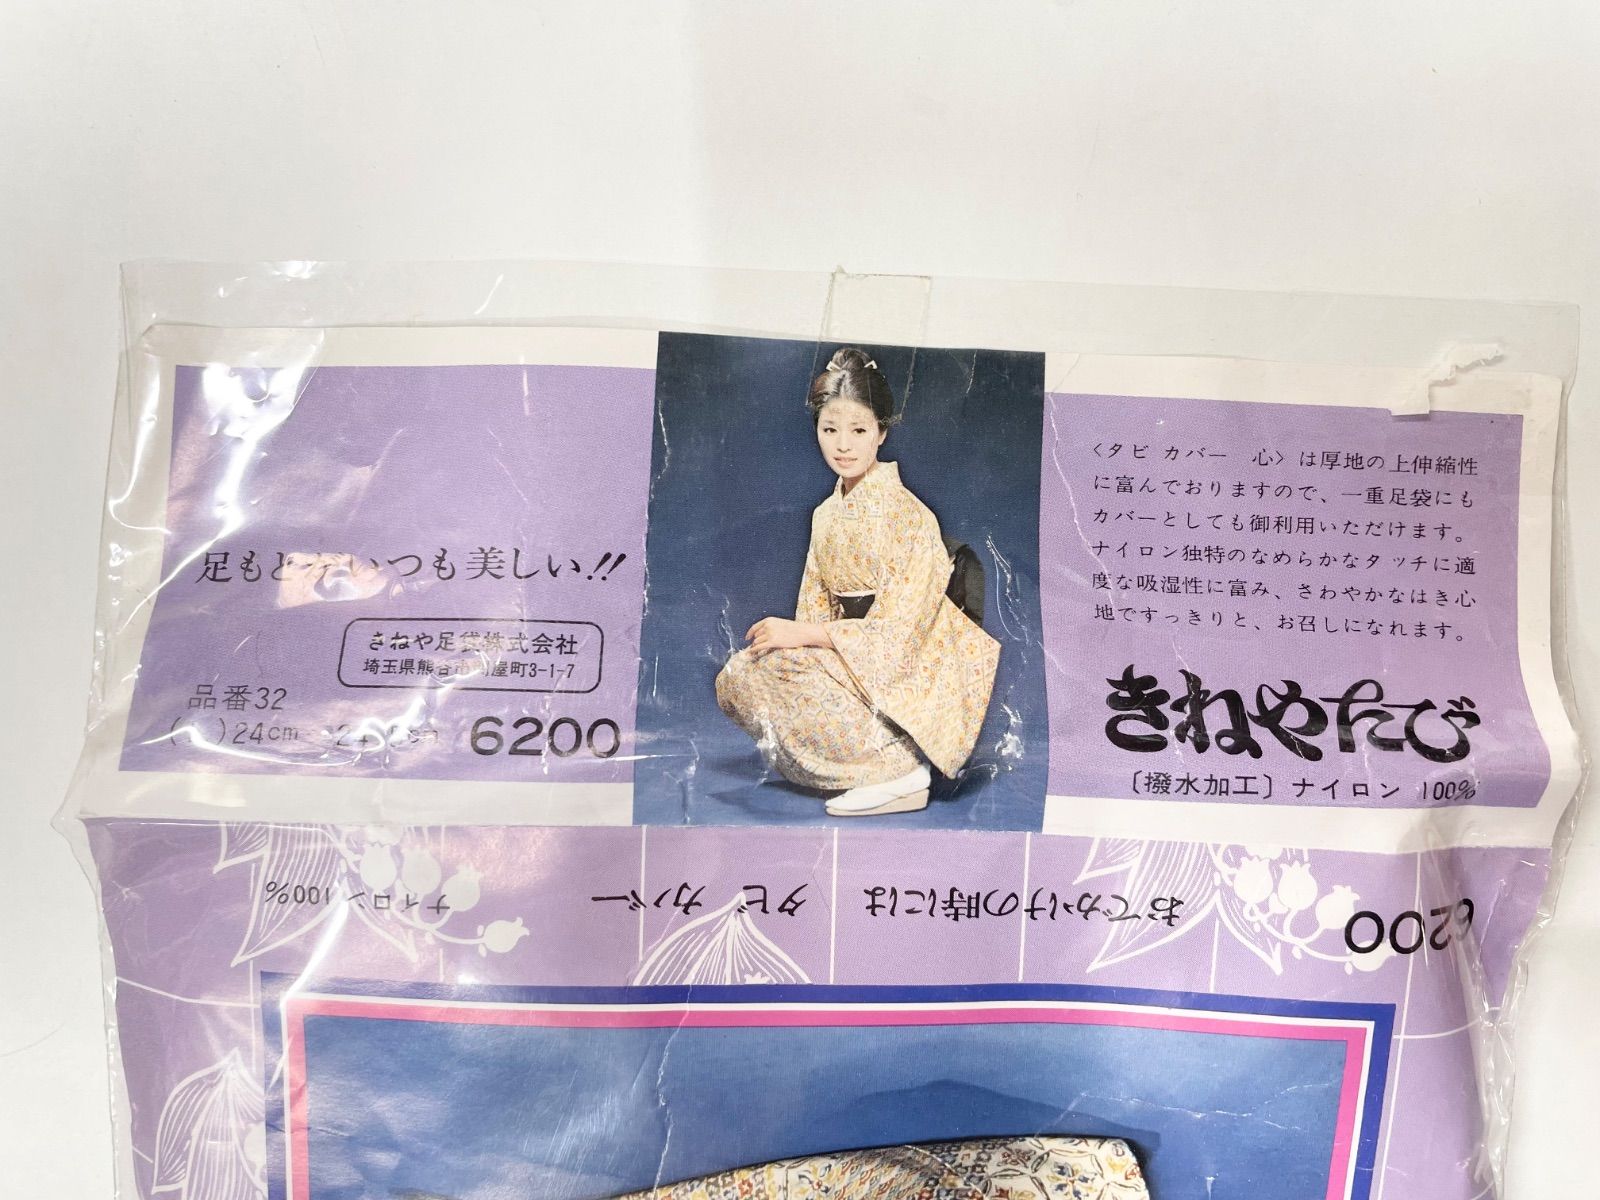 足もとがいつも美しい!!
きねや足袋株式会社
埼玉県熊谷市問屋町3-1-7
品番32
24cm
6200
〈タビ カバー 心〉は厚地の上伸縮性
に富んでおりますので、一重足袋にも
カバーとしても御利用いただけます。
ナイロン独特のなめらかなタッチに適
度な吸湿性に富み、さわやかなはき心
地ですっきりと、お召しになれます。
きねやたび
〔撥水加工〕ナイロン 100%
6200
おでかけの時には タビ カバー ナイロン100%